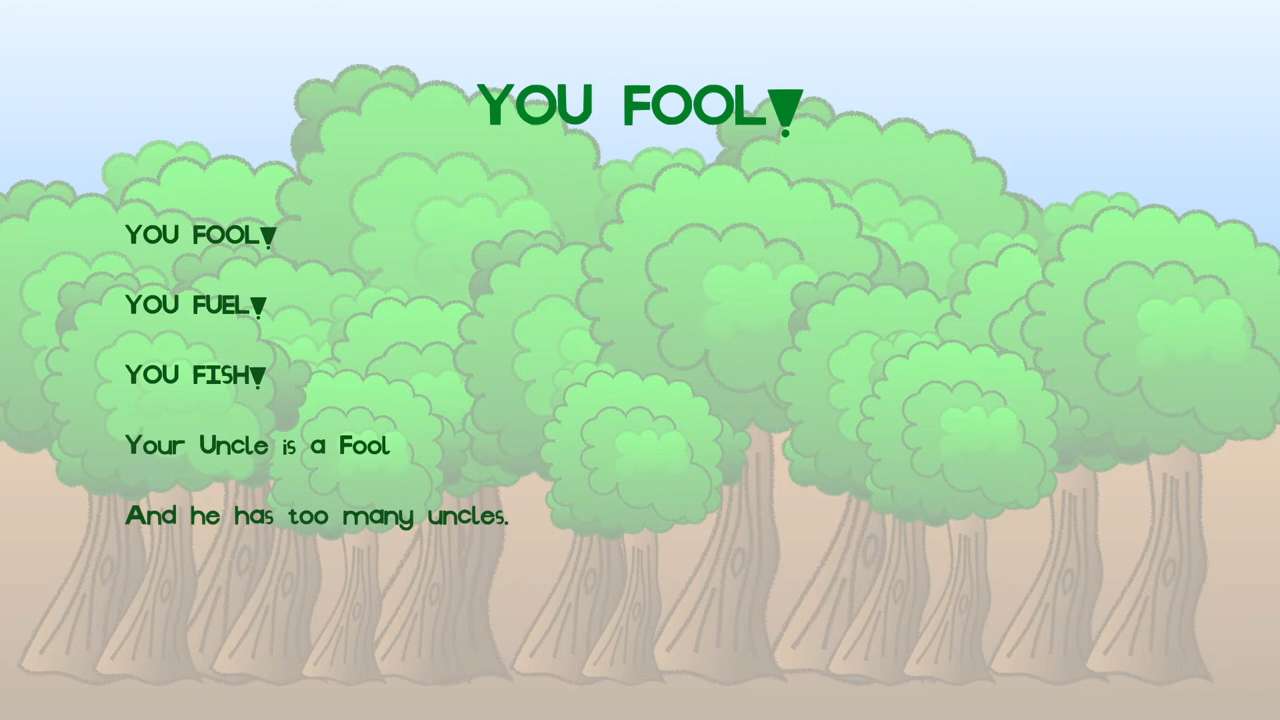 YOU FOOL!
YOU FOOL!
YOU FUEL!
YOU FISH!
Your Uncle is a Fool
And he has too many uncles.